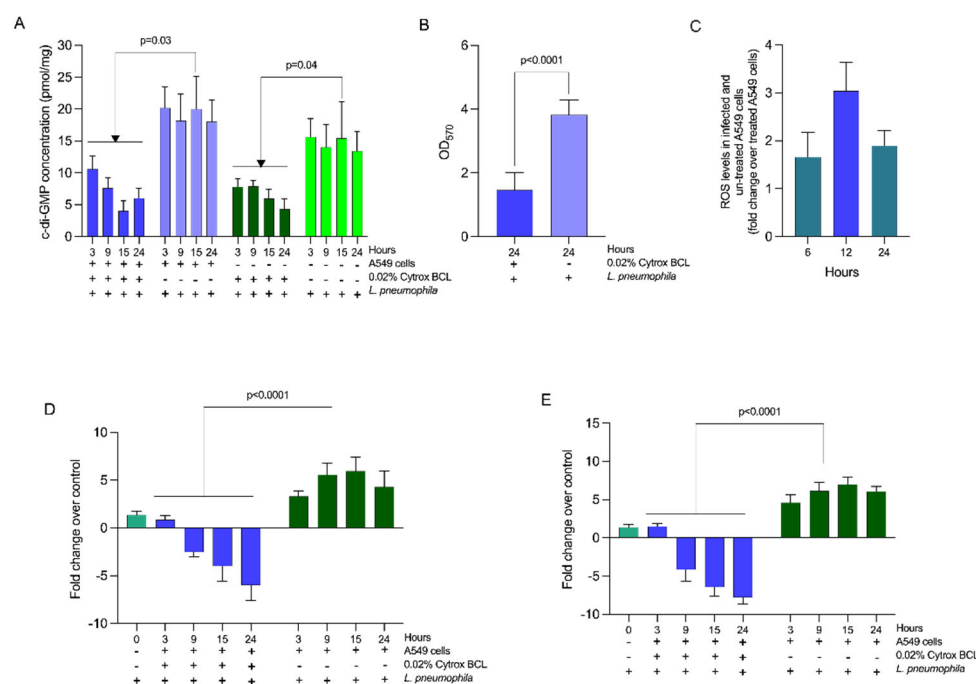 A
c-di-GMP concentration (pmol/mg)
30
25
20
15
10
5
0
p=0.03
p=0.04
3 9 15 24 3 9 15 24 3 9 15 24 3 9 15 24 Hours
+ + + + + + + + - - - - - - - - A549 cells
+ + + + - - - - + + + + - - - - 0.02% Cytrox BCL
+ + + + + + + + + + + + + + + + L. pneumophila
B
OD570
6
4
2
0
p<0.0001
24 24 Hours
+ - 0.02% Cytrox BCL
+ + L. pneumophila
C
ROS levels in infected and
un-treated A549 cells
(fold change over treated A549 cells)
4
3
2
1
0
6 12 24
Hours
D
Fold change over control
10
5
0
-5
-10
p<0.0001
0 3 9 15 24 3 9 15 24 Hours
- + + + + + + + + A549 cells
- + + + + - - - - 0.02% Cytrox BCL
+ + + + + + + + + L. pneumophila
E
Fold change over control
15
10
5
0
-5
-10
p<0.0001
0 3 9 15 24 3 9 15 24 Hours
- + + + + + + + + A549 cells
- + + + + - - - - 0.02% Cytrox BCL
+ + + + + + + + + L. pneumophila